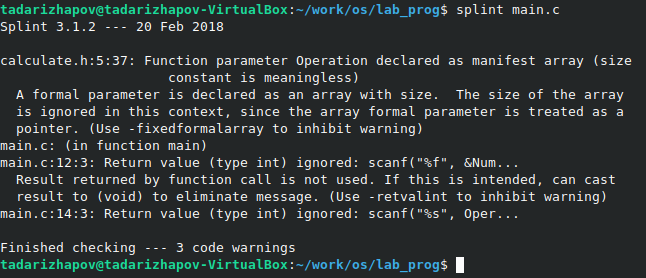 tadarizhapov@tadarizhapov-VirtualBox:~/work/os/lab_prog$ splint main.c
Splint 3.1.2 --- 20 Feb 2018

calculate.h:5:37: Function parameter Operation declared as manifest array (size
                     constant is meaningless)
  A formal parameter is declared as an array with size.  The size of the array
  is ignored in this context, since the array formal parameter is treated as a
  pointer. (Use -fixedformalarray to inhibit warning)
main.c: (in function main)
main.c:12:3: Return value (type int) ignored: scanf("%f", &Num...
  Result returned by function call is not used. If this is intended, can cast
  result to (void) to eliminate message. (Use -retvalint to inhibit warning)
main.c:14:3: Return value (type int) ignored: scanf("%s", Oper...

Finished checking --- 3 code warnings
tadarizhapov@tadarizhapov-VirtualBox:~/work/os/lab_prog$